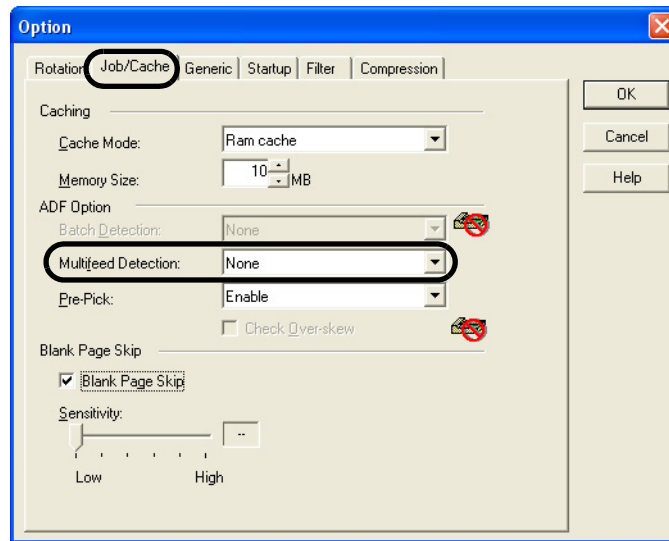 Option
Rotation Job/Cache Generic Startup Filter Compression
OK
Cancel
Help
Caching
Cache Mode: Ram cache
Memory Size: 10 MB
ADF Option
Batch Detection: None
Multifeed Detection: None
Pre-Pick: Enable
Check Over-skew
Blank Page Skip
Blank Page Skip
Sensitivity:
--
Low High